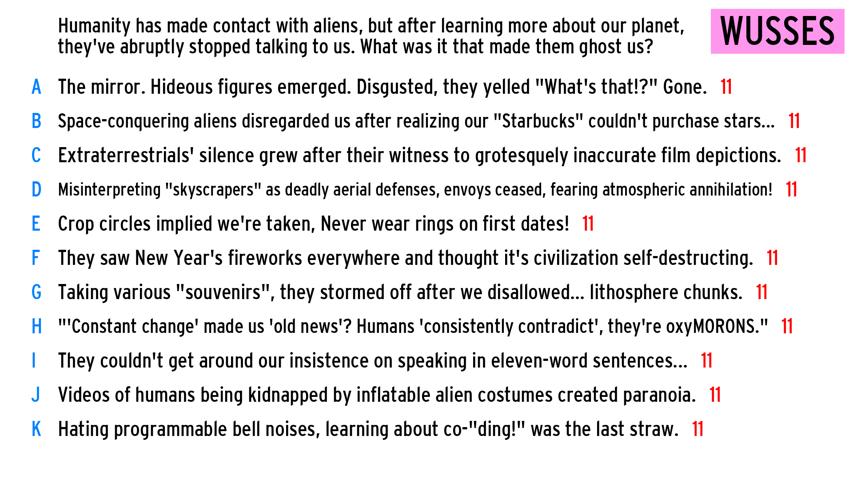 Humanity has made contact with aliens, but after learning more about our planet,
they've abruptly stopped talking to us. What was it that made them ghost us?
WUSSES
A The mirror. Hideous figures emerged. Disgusted, they yelled "What's that!?" Gone. 11
B Space-conquering aliens disregarded us after realizing our "Starbucks" couldn't purchase stars... 11
C Extraterrestrials' silence grew after their witness to grotesquely inaccurate film depictions. 11
D Misinterpreting "skyscrapers" as deadly aerial defenses, envoys ceased, fearing atmospheric annihilation! 11
E Crop circles implied we're taken, Never wear rings on first dates! 11
F They saw New Year's fireworks everywhere and thought it's civilization self-destructing. 11
G Taking various "souvenirs", they stormed off after we disallowed... lithosphere chunks. 11
H "'Constant change' made us 'old news'? Humans 'consistently contradict', they're oxyMORONS." 11
I They couldn't get around our insistence on speaking in eleven-word sentences... 11
J Videos of humans being kidnapped by inflatable alien costumes created paranoia. 11
K Hating programmable bell noises, learning about co-"ding!" was the last straw. 11